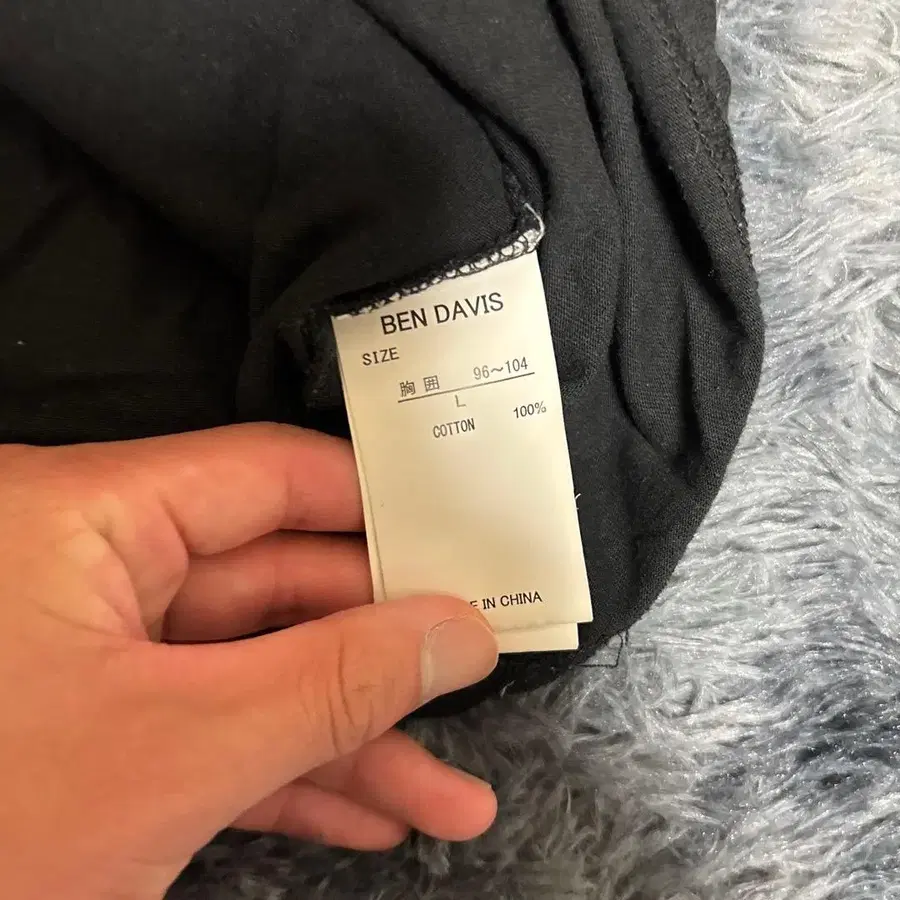 BEN DAVIS
SIZE
胸囲 96～104
L
COTTON 100%
E IN CHINA